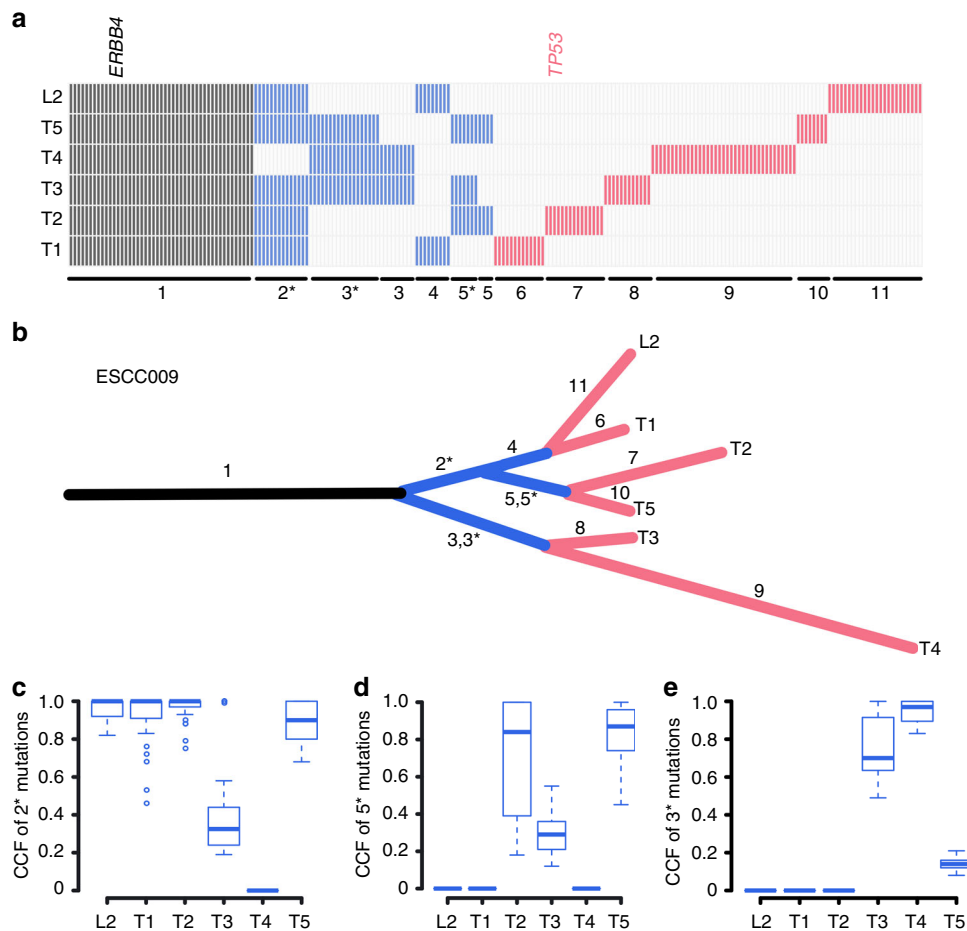 a
ERBB4
TP53
L2
T5
T4
T3
T2
T1
1 2* 3* 3 4 5* 5 6 7 8 9 10 11
b
ESCC009
L2
11
6 T1
4
T2
7
2*
1
10
5,5*
T5
8 T3
3,3*
9
T4
c
CCF of 2* mutations
1.0
0.8
0.6
0.4
0.2
0
L2 T1 T2 T3 T4 T5
d
CCF of 5* mutations
1.0
0.8
0.6
0.4
0.2
0
L2 T1 T2 T3 T4 T5
e
CCF of 3* mutations
1.0
0.8
0.6
0.4
0.2
0
L2 T1 T2 T3 T4 T5